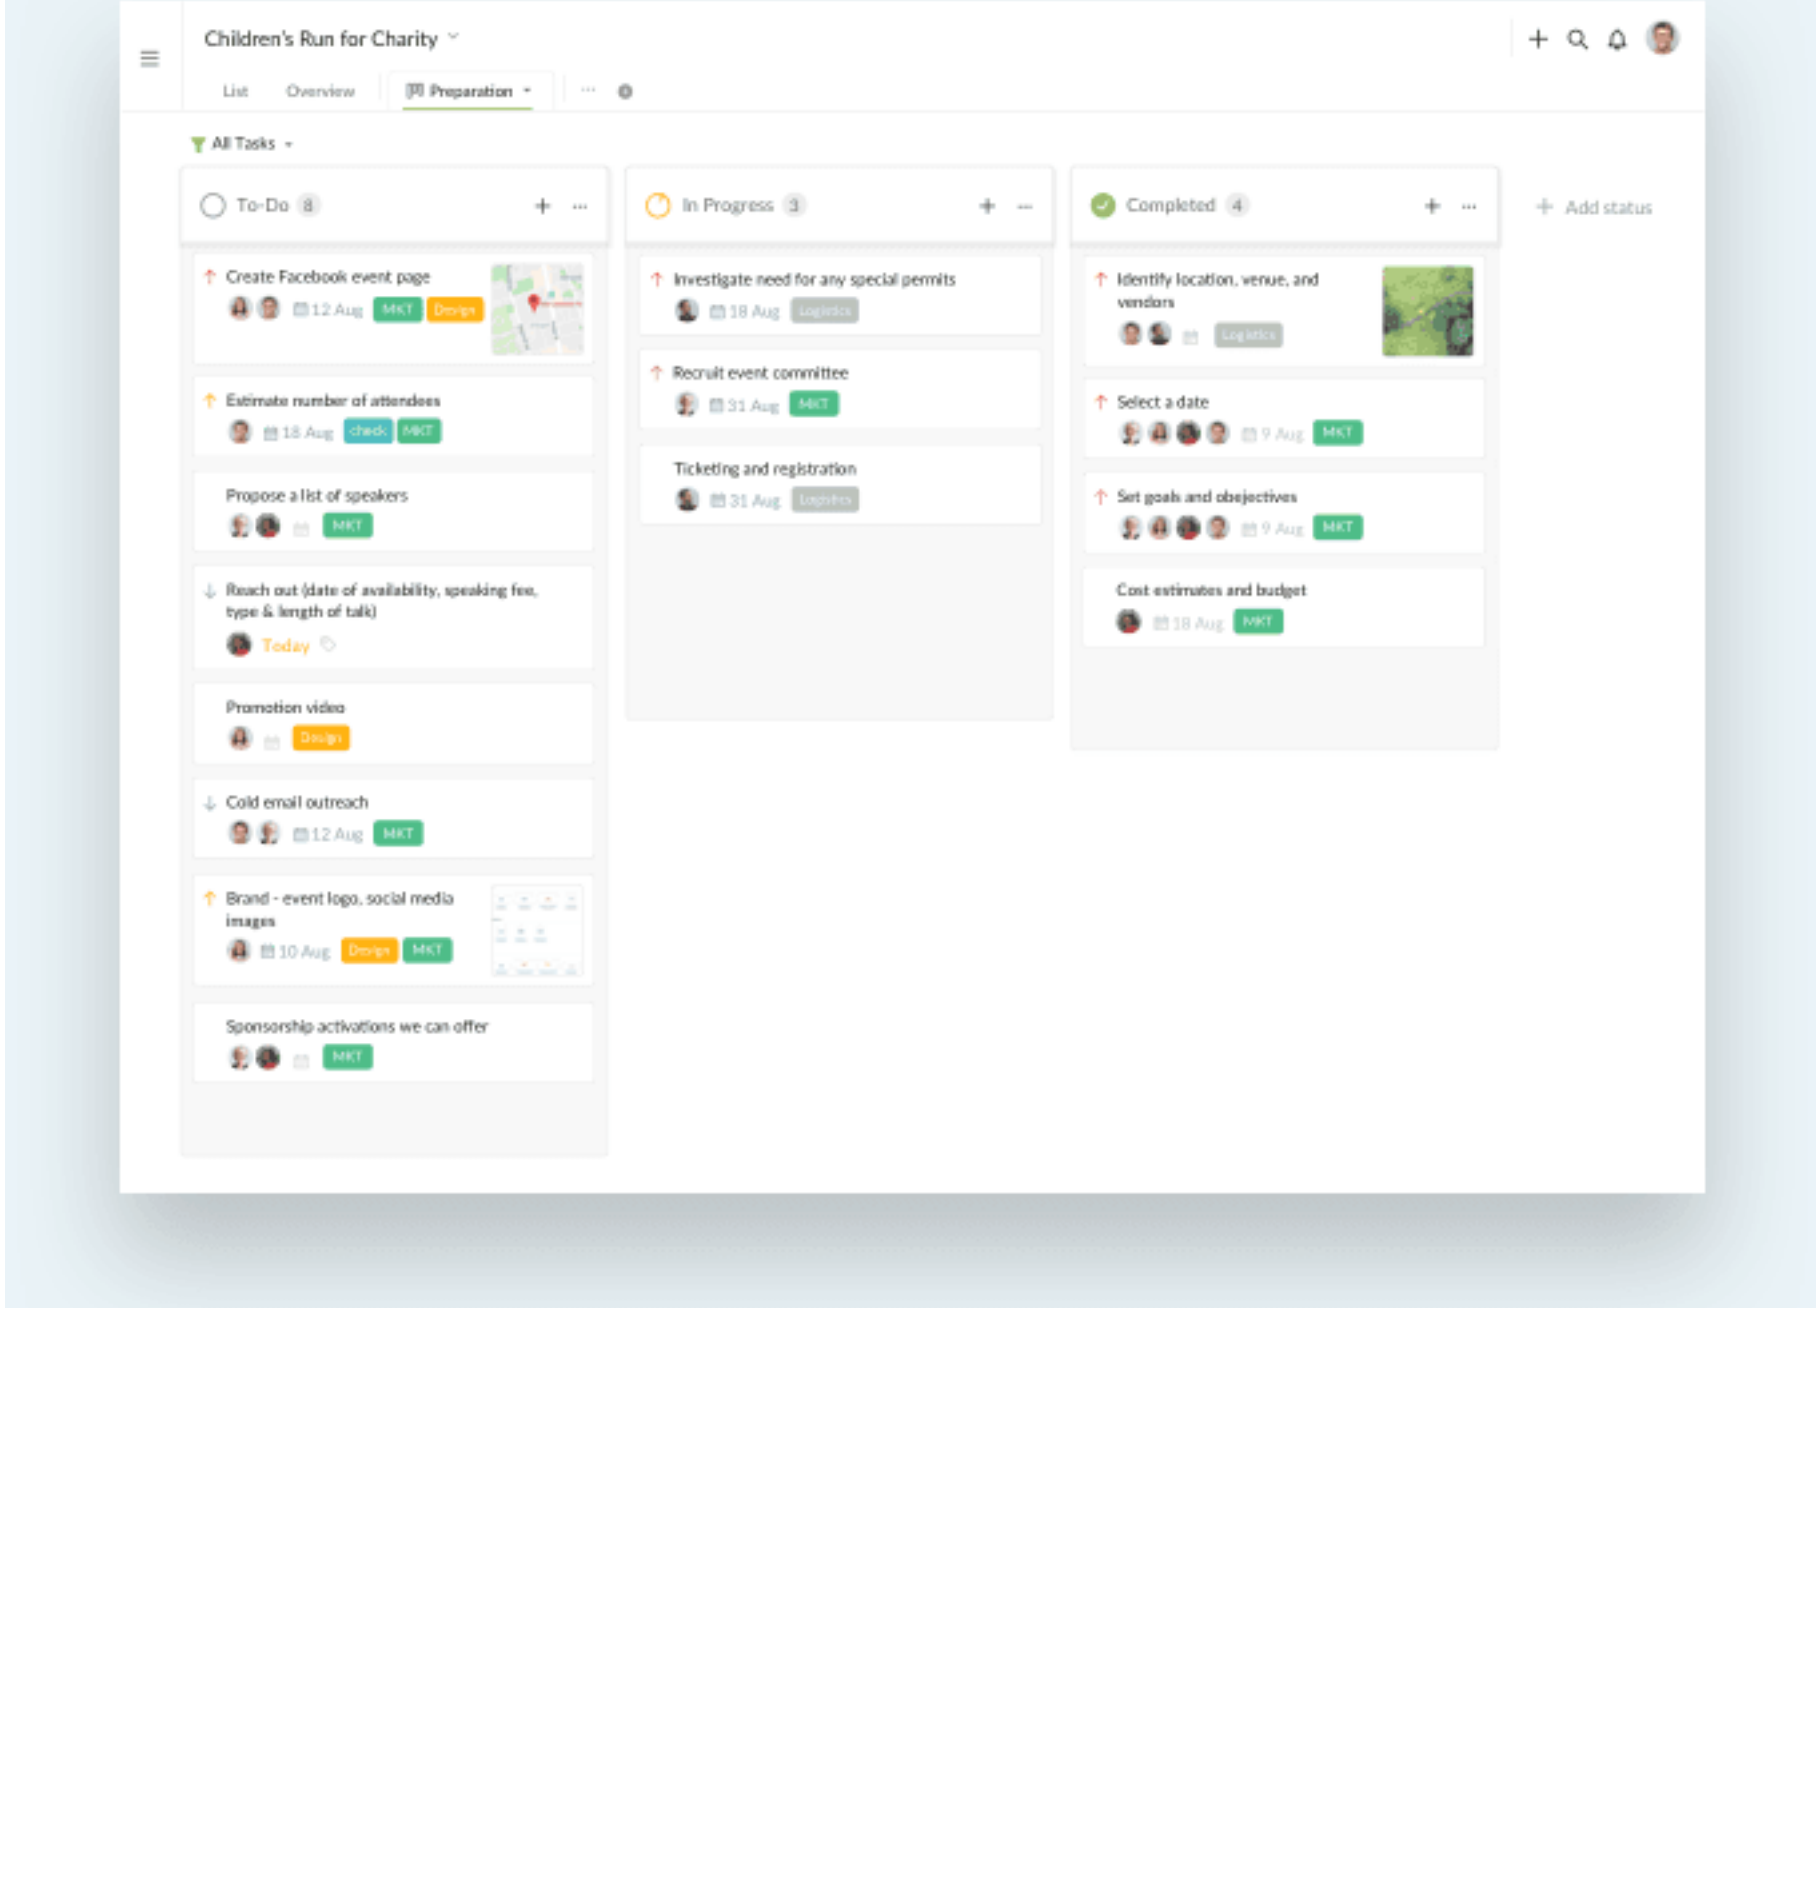 Children's Run for Charity
List Overview Preparation
All Tasks
To-Do 8
Create Facebook event page
12 Aug MKT Design
Estimate number of attendees
18 Aug check MKT
Propose a list of speakers
MKT
Reach out (date of availability, speaking fee,
type & length of talk)
Today
Promotion video
Design
Cold email outreach
12 Aug MKT
Brand - event logo, social media
images
10 Aug Design MKT
Sponsorship activations we can offer
MKT
In Progress 3
Investigate need for any special permits
18 Aug Logistics
Recruit event committee
31 Aug MKT
Ticketing and registration
31 Aug Logistics
Completed 4
Identify location, venue, and
vendors
Logistics
Select a date
9 Aug MKT
Set goals and obejectives
9 Aug MKT
Cost estimates and budget
18 Aug MKT
Add status